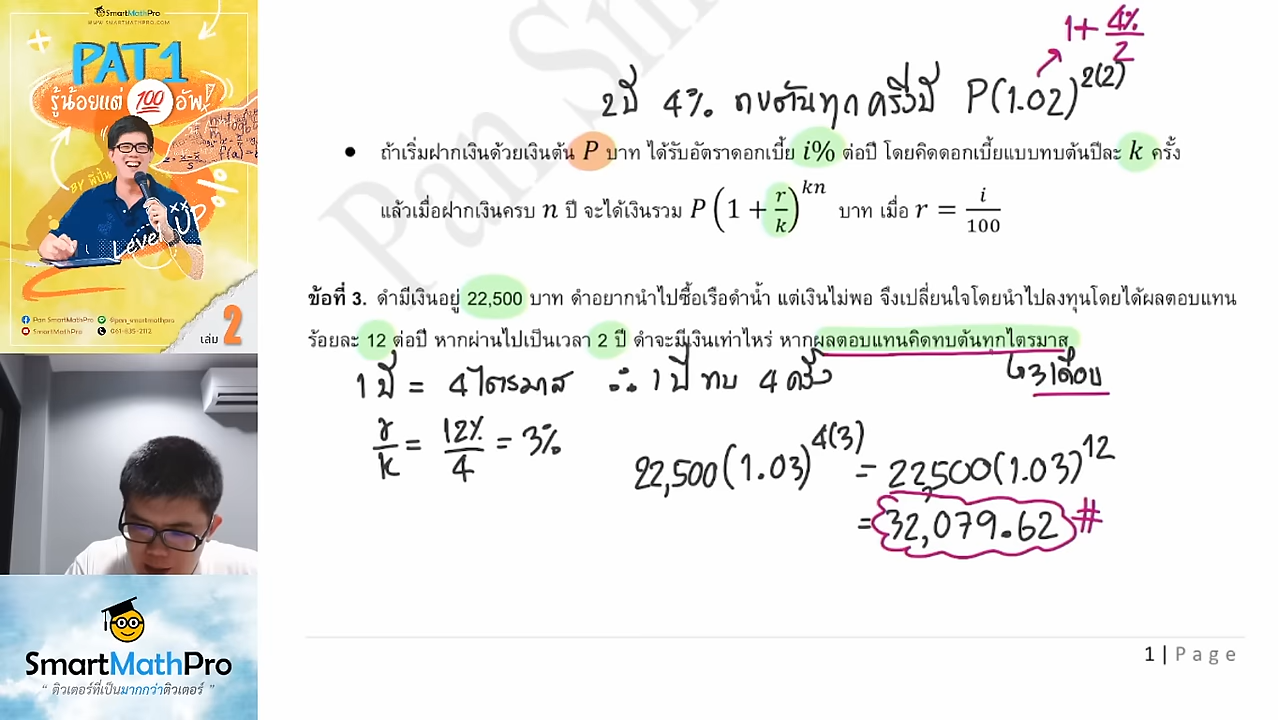 SmartMathPro
WWW.SMARTMATHPRO.COM
PAT1
รู้น้อยแต่ 100 อัพ!
BY พี่ปั้น
Level UP
Pan SmartMathPro @pan_smartmathpro
SmartMathPro 061-835-2112
เล่ม 2
1 + 4%/2
2 ปี 4% ทบต้นทุกครึ่งปี P(1.02)^2(2)
• ถ้าเริ่มฝากเงินด้วยเงินต้น P บาท ได้รับอัตราดอกเบี้ย i% ต่อปี โดยคิดดอกเบี้ยแบบทบต้นปีละ k ครั้ง
แล้วเมื่อฝากเงินครบ n ปี จะได้เงินรวม P(1 + r/k)^kn บาท เมื่อ r = i/100
ข้อที่ 3. ดำมีเงินอยู่ 22,500 บาท ดำอยากนำไปซื้อเรือดำน้ำ แต่เงินไม่พอ จึงเปลี่ยนใจโดยนำไปลงทุนโดยได้ผลตอบแทน
ร้อยละ 12 ต่อปี หากผ่านไปเป็นเวลา 2 ปี ดำจะมีเงินเท่าไหร่ หากผลตอบแทนคิดทบต้นทุกไตรมาส
↳ 3 เดือน
1 ปี = 4 ไตรมาส ∴ 1 ปี ทบ 4 ครั้ง
r/k = 12%/4 = 3%
22,500(1.03)^4(3) = 22,500(1.03)^12
= 32,079.62 #
1 | Page
SmartMathPro
“ ติวเตอร์ที่เป็นมากกว่าติวเตอร์ ”